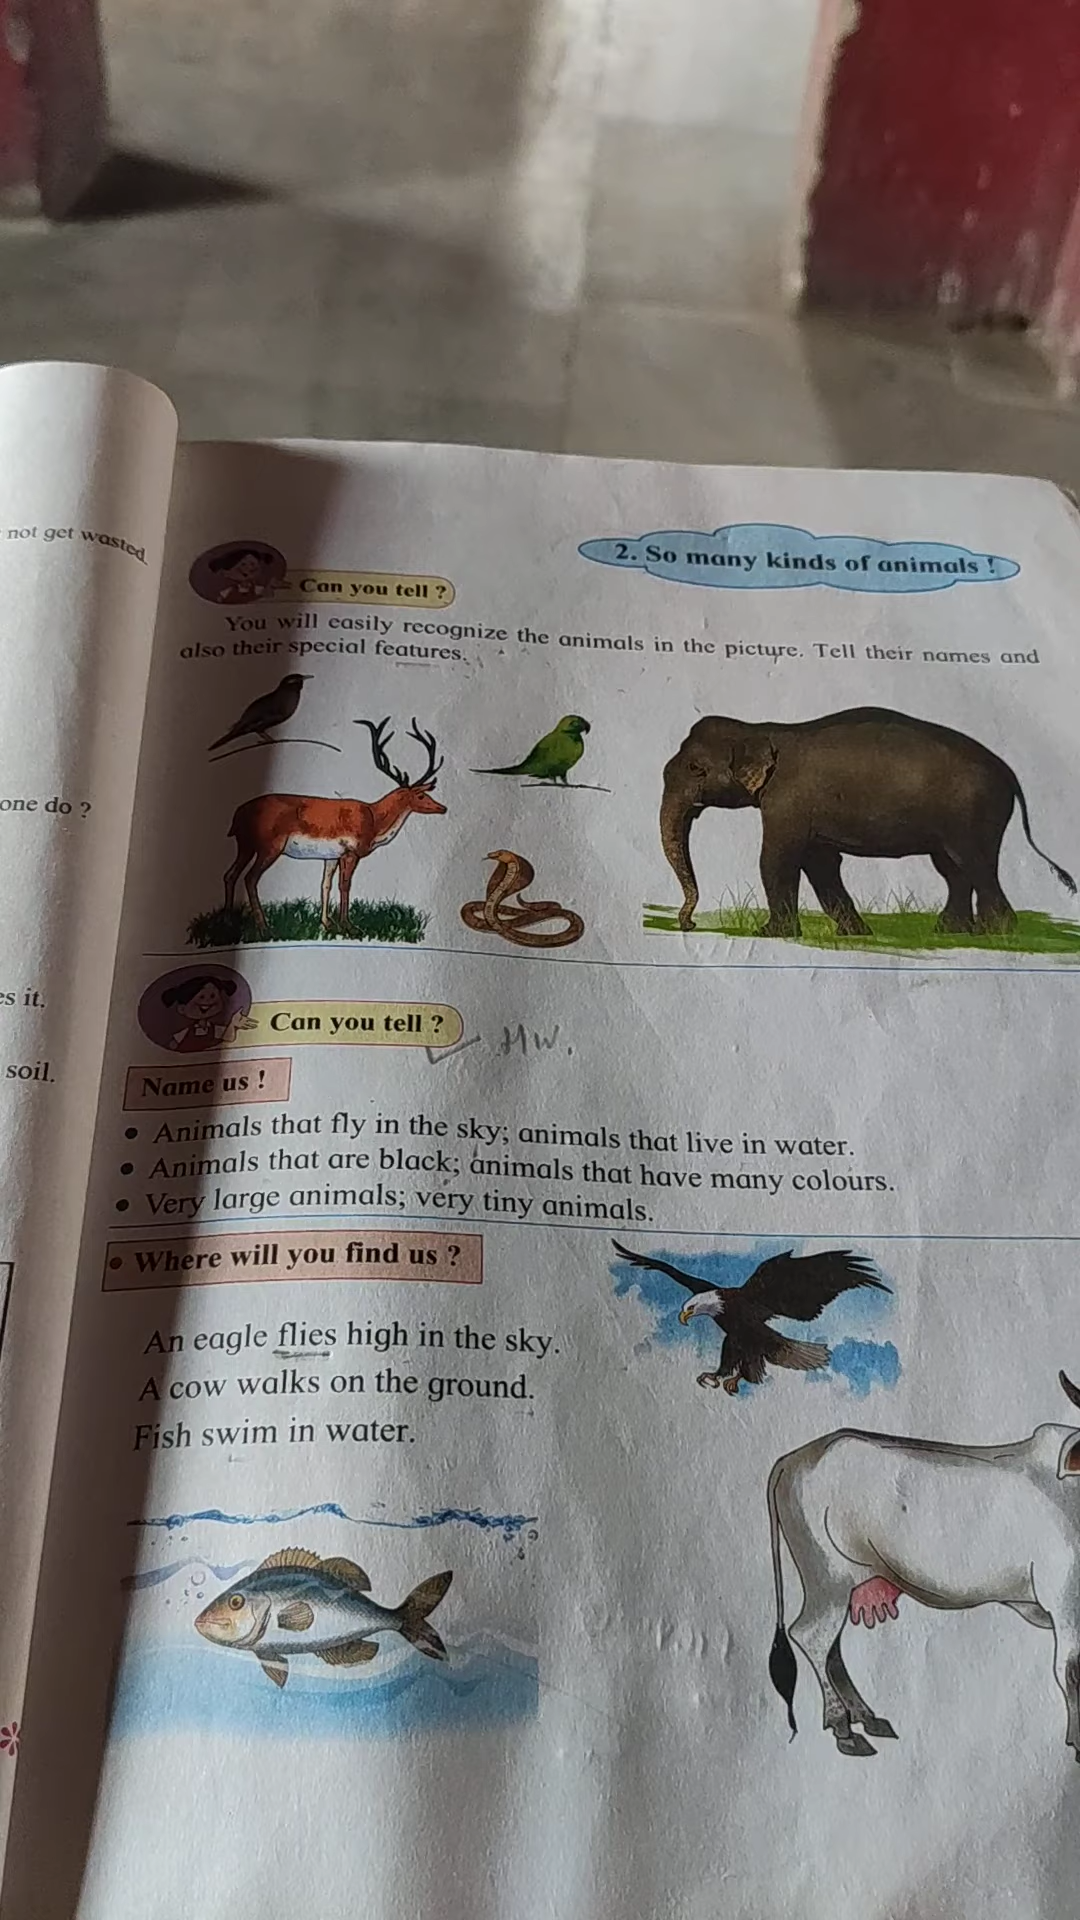 not get wasted.
one do ?
es it.
soil.
2. So many kinds of animals !
Can you tell ?
You will easily recognize the animals in the picture. Tell their names and
also their special features.
Can you tell ?
HW.
Name us !
• Animals that fly in the sky; animals that live in water.
• Animals that are black; animals that have many colours.
• Very large animals; very tiny animals.
• Where will you find us ?
An eagle flies high in the sky.
A cow walks on the ground.
Fish swim in water.